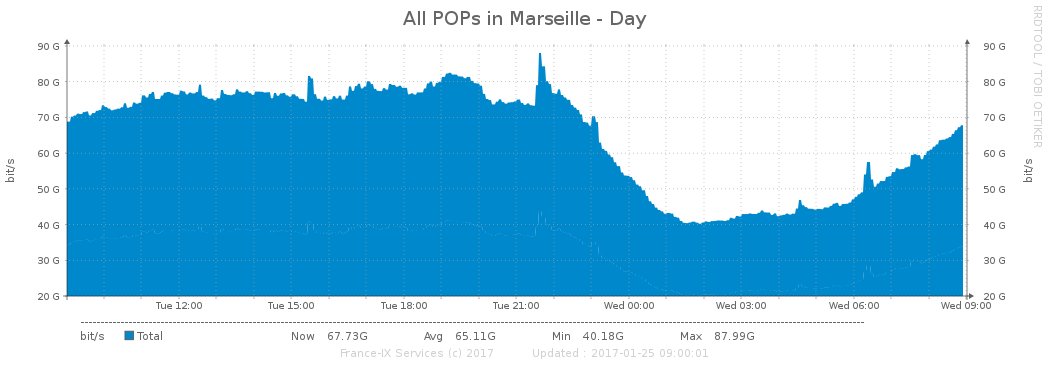 All POPs in Marseille - Day
RRDTOOL / TOBI OETIKER
90 G 90 G
80 G 80 G
70 G 70 G
60 G 60 G
50 G 50 G
40 G 40 G
30 G 30 G
20 G 20 G
bit/s bit/s
Tue 12:00 Tue 15:00 Tue 18:00 Tue 21:00 Wed 00:00 Wed 03:00 Wed 06:00 Wed 09:00
bit/s Total Now 67.73G Avg 65.11G Min 40.18G Max 87.99G
France-IX Services (c) 2017 Updated : 2017-01-25 09:00:01